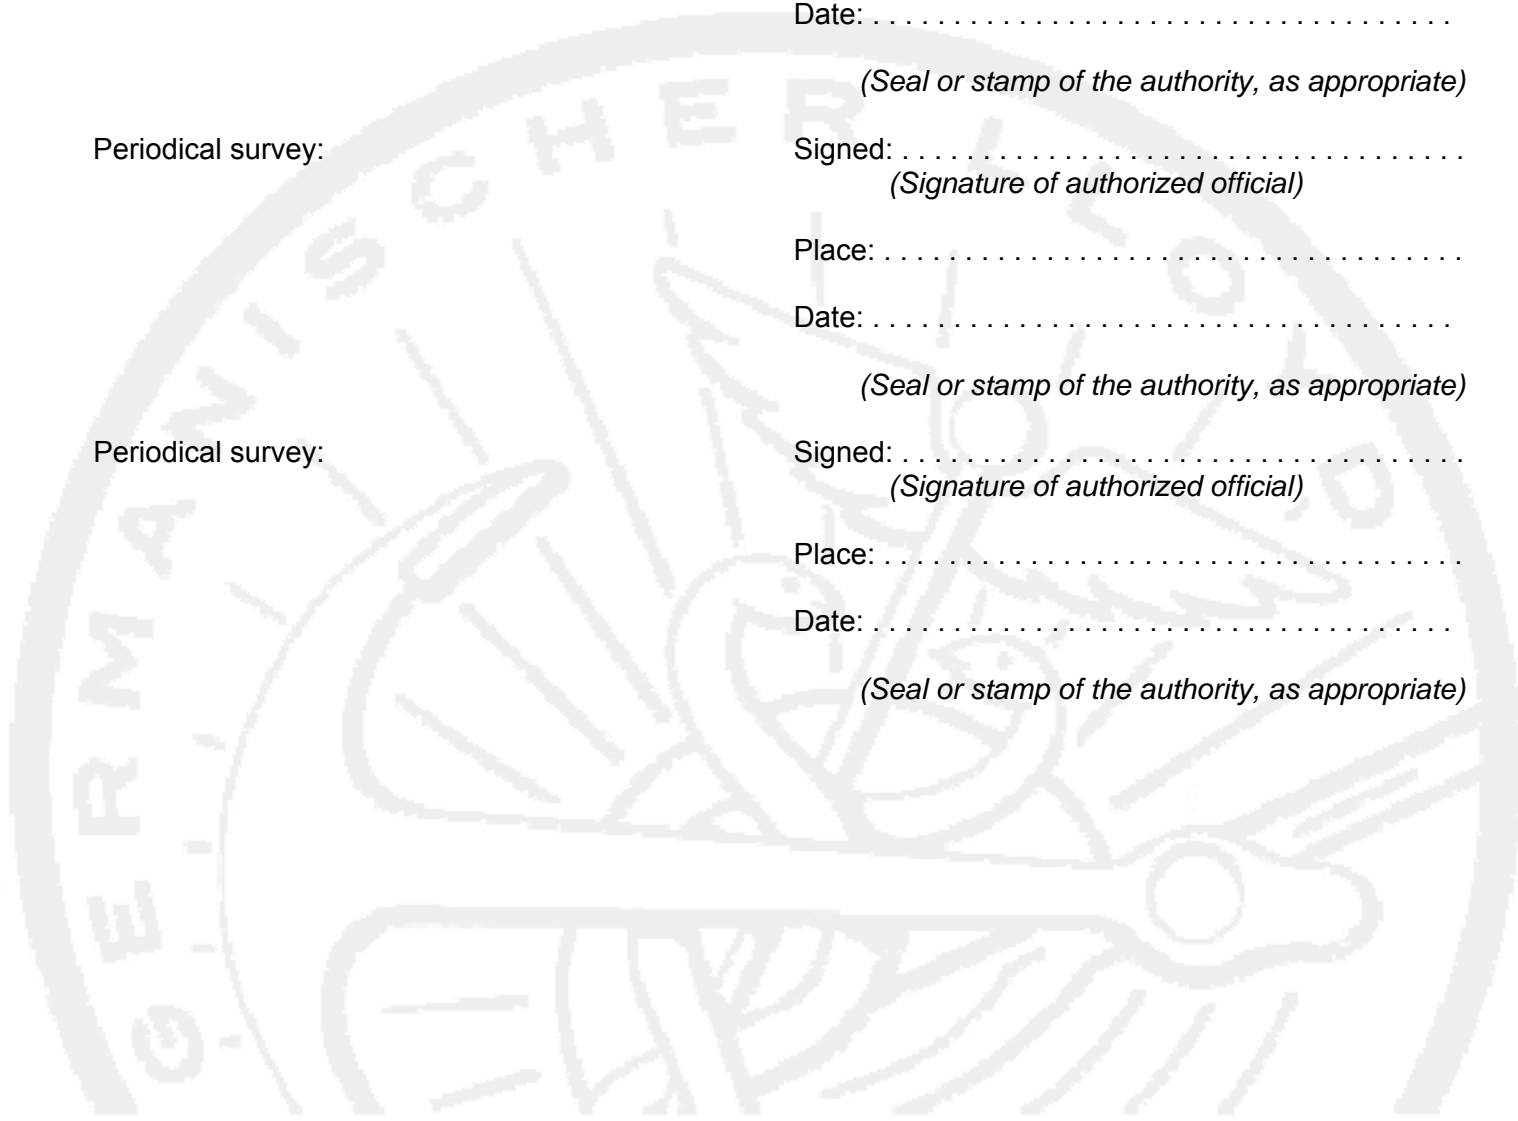 Date: . . . . . . . . . . . . . . . . . . . . . . . . . . . . . . . . . . . .
(Seal or stamp of the authority, as appropriate)
Periodical survey: Signed: . . . . . . . . . . . . . . . . . . . . . . . . . . . . . . . . . . .
(Signature of authorized official)
Place: . . . . . . . . . . . . . . . . . . . . . . . . . . . . . . . . . . . .
Date: . . . . . . . . . . . . . . . . . . . . . . . . . . . . . . . . . . . .
(Seal or stamp of the authority, as appropriate)
Periodical survey: Signed: . . . . . . . . . . . . . . . . . . . . . . . . . . . . . . . . . . .
(Signature of authorized official)
Place: . . . . . . . . . . . . . . . . . . . . . . . . . . . . . . . . . . . .
Date: . . . . . . . . . . . . . . . . . . . . . . . . . . . . . . . . . . . .
(Seal or stamp of the authority, as appropriate)
GERMANISCHER LLOYD